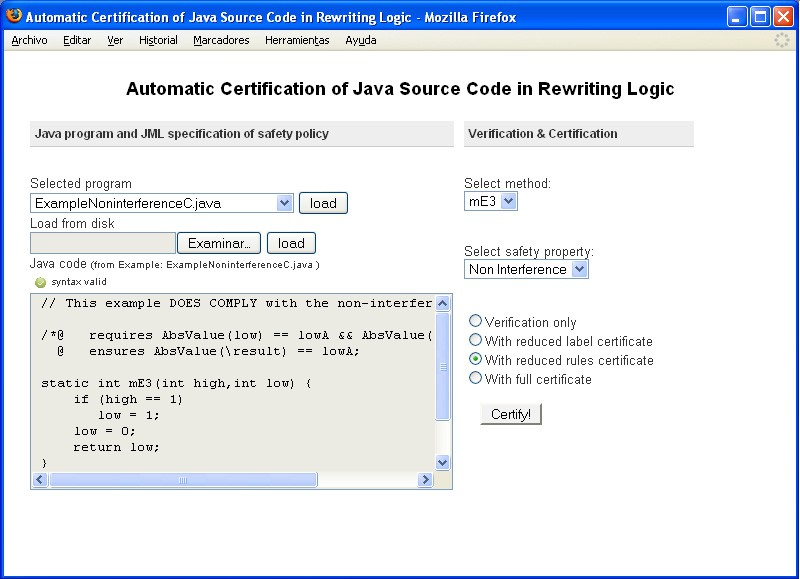 Automatic Certification of Java Source Code in Rewriting Logic - Mozilla Firefox
Archivo Editar Ver Historial Marcadores Herramientas Ayuda
Automatic Certification of Java Source Code in Rewriting Logic
Java program and JML specification of safety policy
Verification & Certification
Selected program
ExampleNoninterferenceC.java load
Load from disk
Examinar... load
Java code (from Example: ExampleNoninterferenceC.java )
syntax valid
// This example DOES COMPLY with the non-interfer
/*@   requires AbsValue(low) == lowA && AbsValue(
  @   ensures AbsValue(\result) == lowA;
static int mE3(int high,int low) {
    if (high == 1)
       low = 1;
    low = 0;
    return low;
}
Select method:
mE3
Select safety property:
Non Interference
Verification only
With reduced label certificate
With reduced rules certificate
With full certificate
Certify!